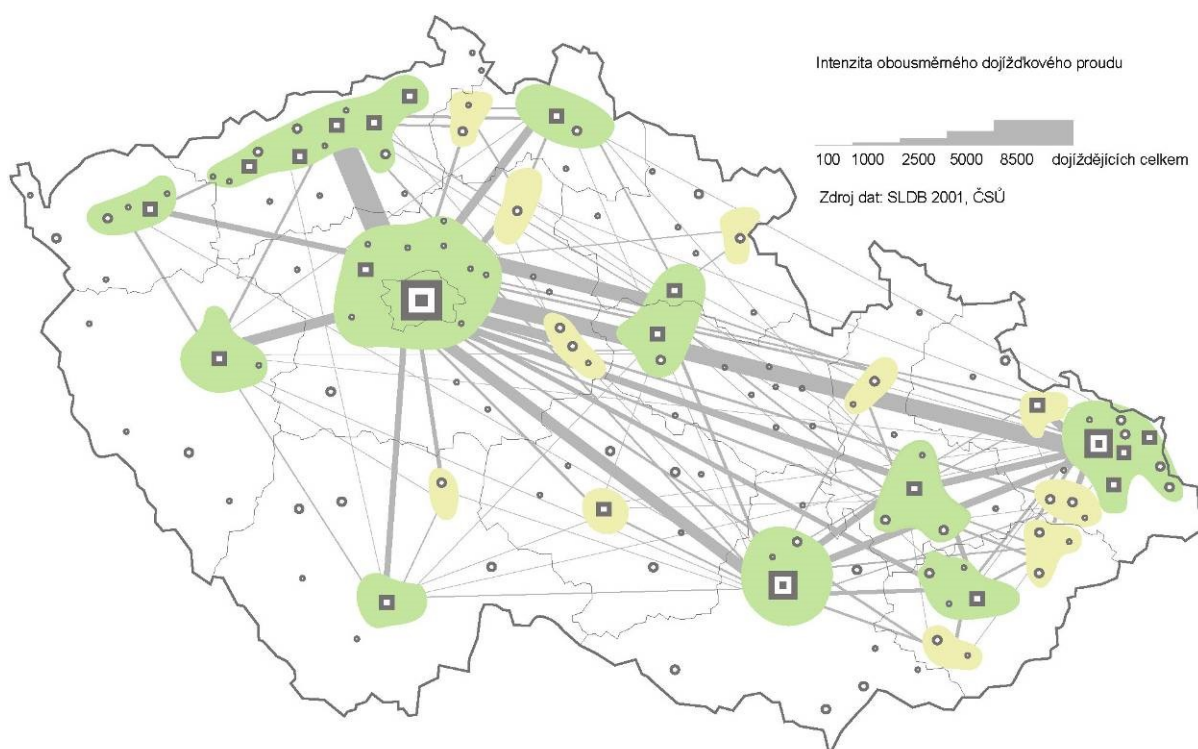 Intenzita obousměrného dojížďkového proudu
100 1000 2500 5000 8500 dojíždějících celkem
Zdroj dat: SLDB 2001, ČSÚ